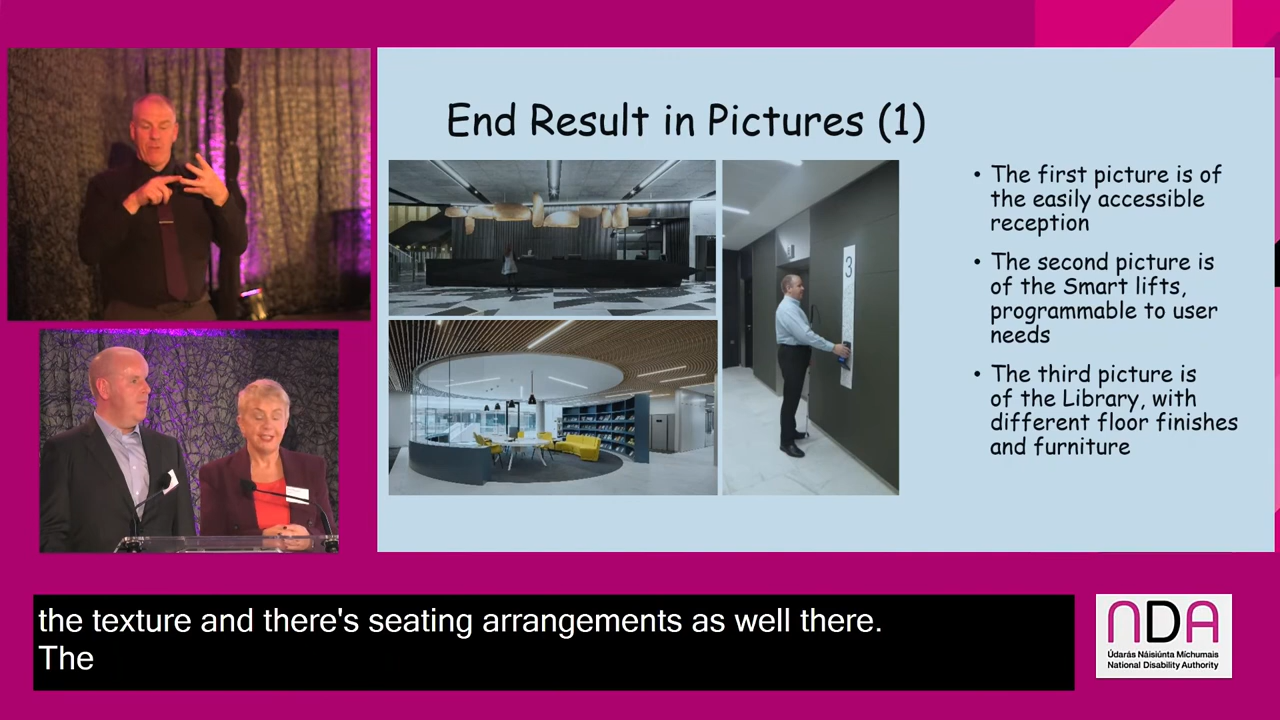 End Result in Pictures (1)
3
• The first picture is of
the easily accessible
reception
• The second picture is
of the Smart lifts,
programmable to user
needs
• The third picture is
of the Library, with
different floor finishes
and furniture
the texture and there's seating arrangements as well there.
The
NDA
Údarás Náisiúnta Míchumais
National Disability Authority